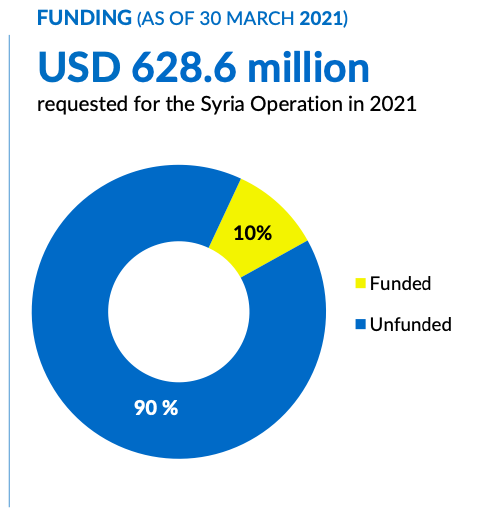 FUNDING (AS OF 30 MARCH 2021)
USD 628.6 million
requested for the Syria Operation in 2021
10%
Funded
Unfunded
90 %